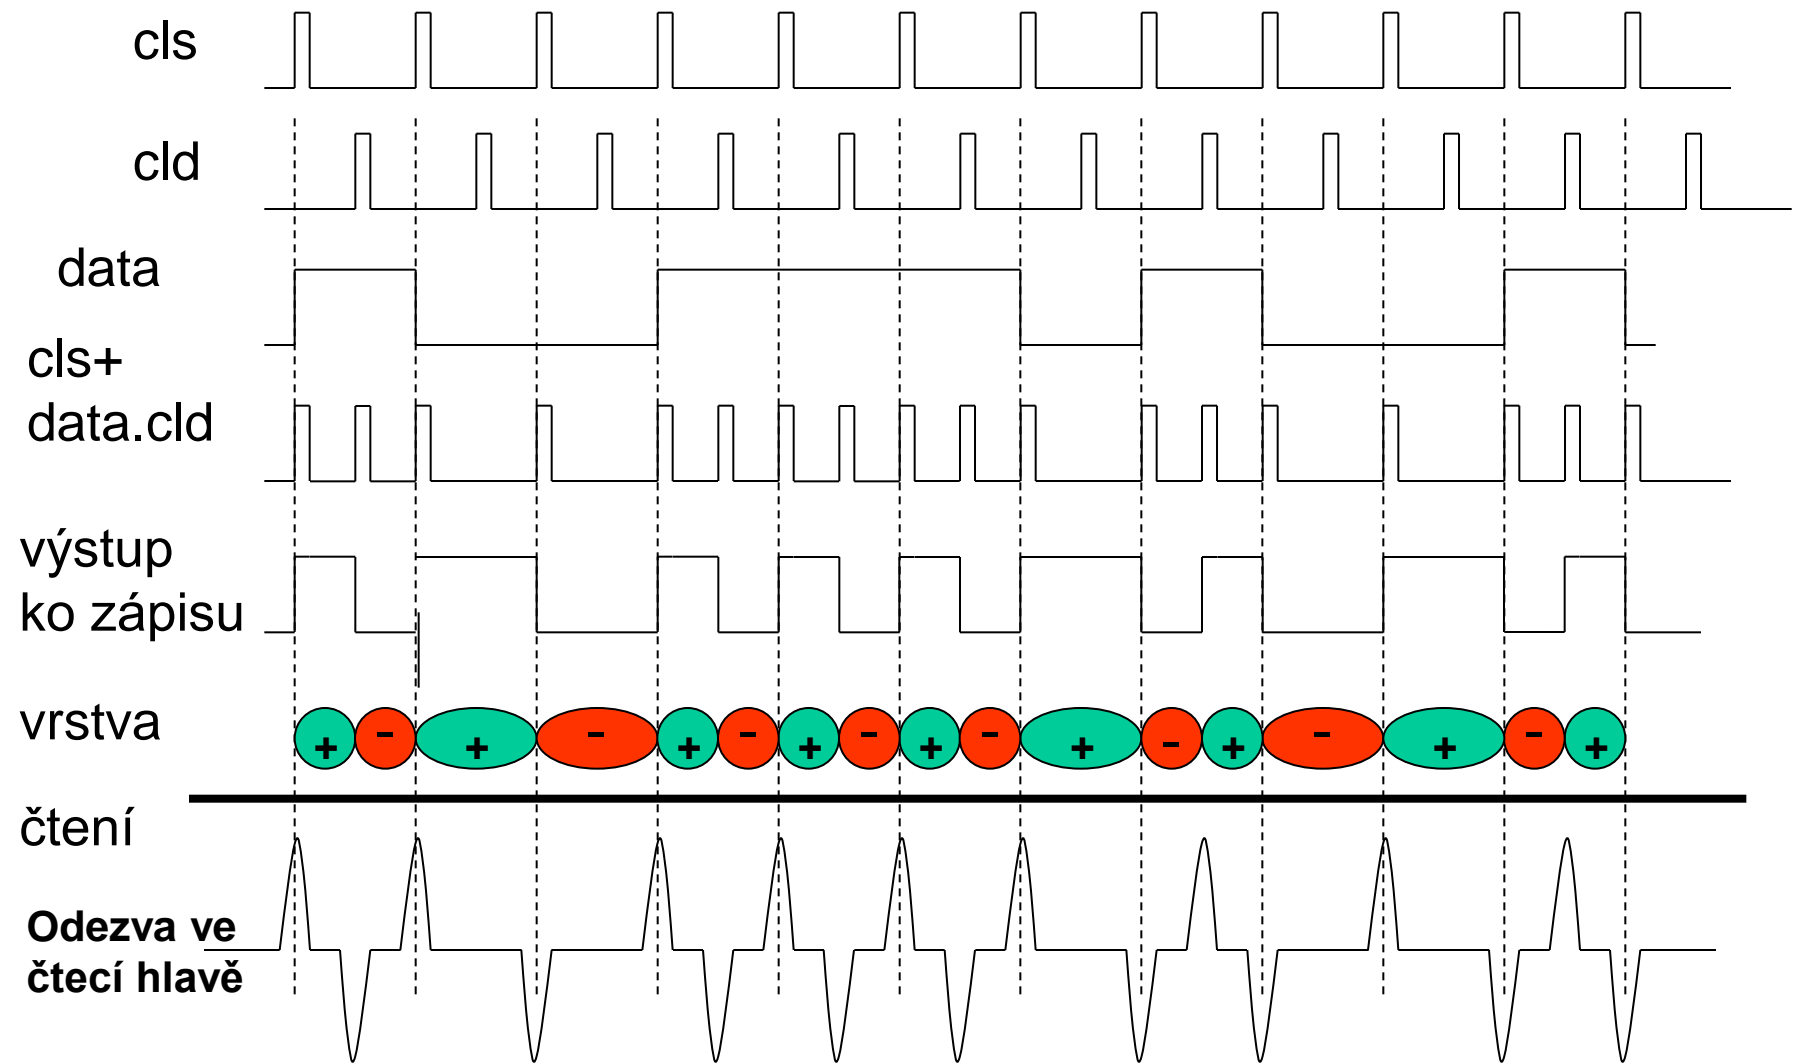 cls
cld
data
cls+
data.cld
výstup
ko zápisu
vrstva
+ - + - + - + - + - + - + - + - +
čtení
Odezva ve
čtecí hlavě